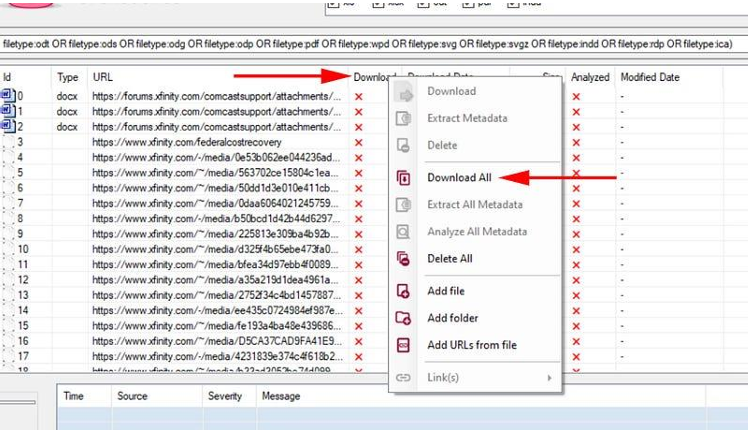 filetype:odt OR filetype:ods OR filetype:odg OR filetype:odp OR filetype:pdf OR filetype:wpd OR filetype:svg OR filetype:svgz OR filetype:indd OR filetype:rdp OR filetype:ica)
Id Type URL Download Download Date Size Analyzed Modified Date
0 docx https://forums.xfinity.com/comcastsupport/attachments/... -
1 docx https://forums.xfinity.com/comcastsupport/attachments/... -
2 docx https://forums.xfinity.com/comcastsupport/attachments/... -
3 https://www.xfinity.com/federalcostrecovery -
4 https://www.xfinity.com/-/media/0e53b062ee044236ad... -
5 https://www.xfinity.com/~/media/563702ce15804c1ea... -
6 https://www.xfinity.com/~/media/50dd1d3e010e411cb... -
7 https://www.xfinity.com/~/media/0daa6064021245759... -
8 https://www.xfinity.com/-/media/b50bcd1d42b44d6297... -
9 https://www.xfinity.com/~/media/225813e309ba4b92b... -
10 https://www.xfinity.com/~/media/d325f4b65ebe473fa0... -
11 https://www.xfinity.com/~/media/bfea34d97ebb4f0089... -
12 https://www.xfinity.com/~/media/a35a219d1dea4961a... -
13 https://www.xfinity.com/~/media/2752f34c4bd1457887... -
14 https://www.xfinity.com/-/media/ee435c0724984ef987e... -
15 https://www.xfinity.com/~/media/fe193a4ba48e439686... -
16 https://www.xfinity.com/~/media/D5CA37CAD9FA41E9... -
17 https://www.xfinity.com/-/media/4231839e374c4f618b2... -
18
Download
Extract Metadata
Delete
Download All
Extract All Metadata
Analyze All Metadata
Delete All
Add file
Add folder
Add URLs from file
Link(s)
Time Source Severity Message